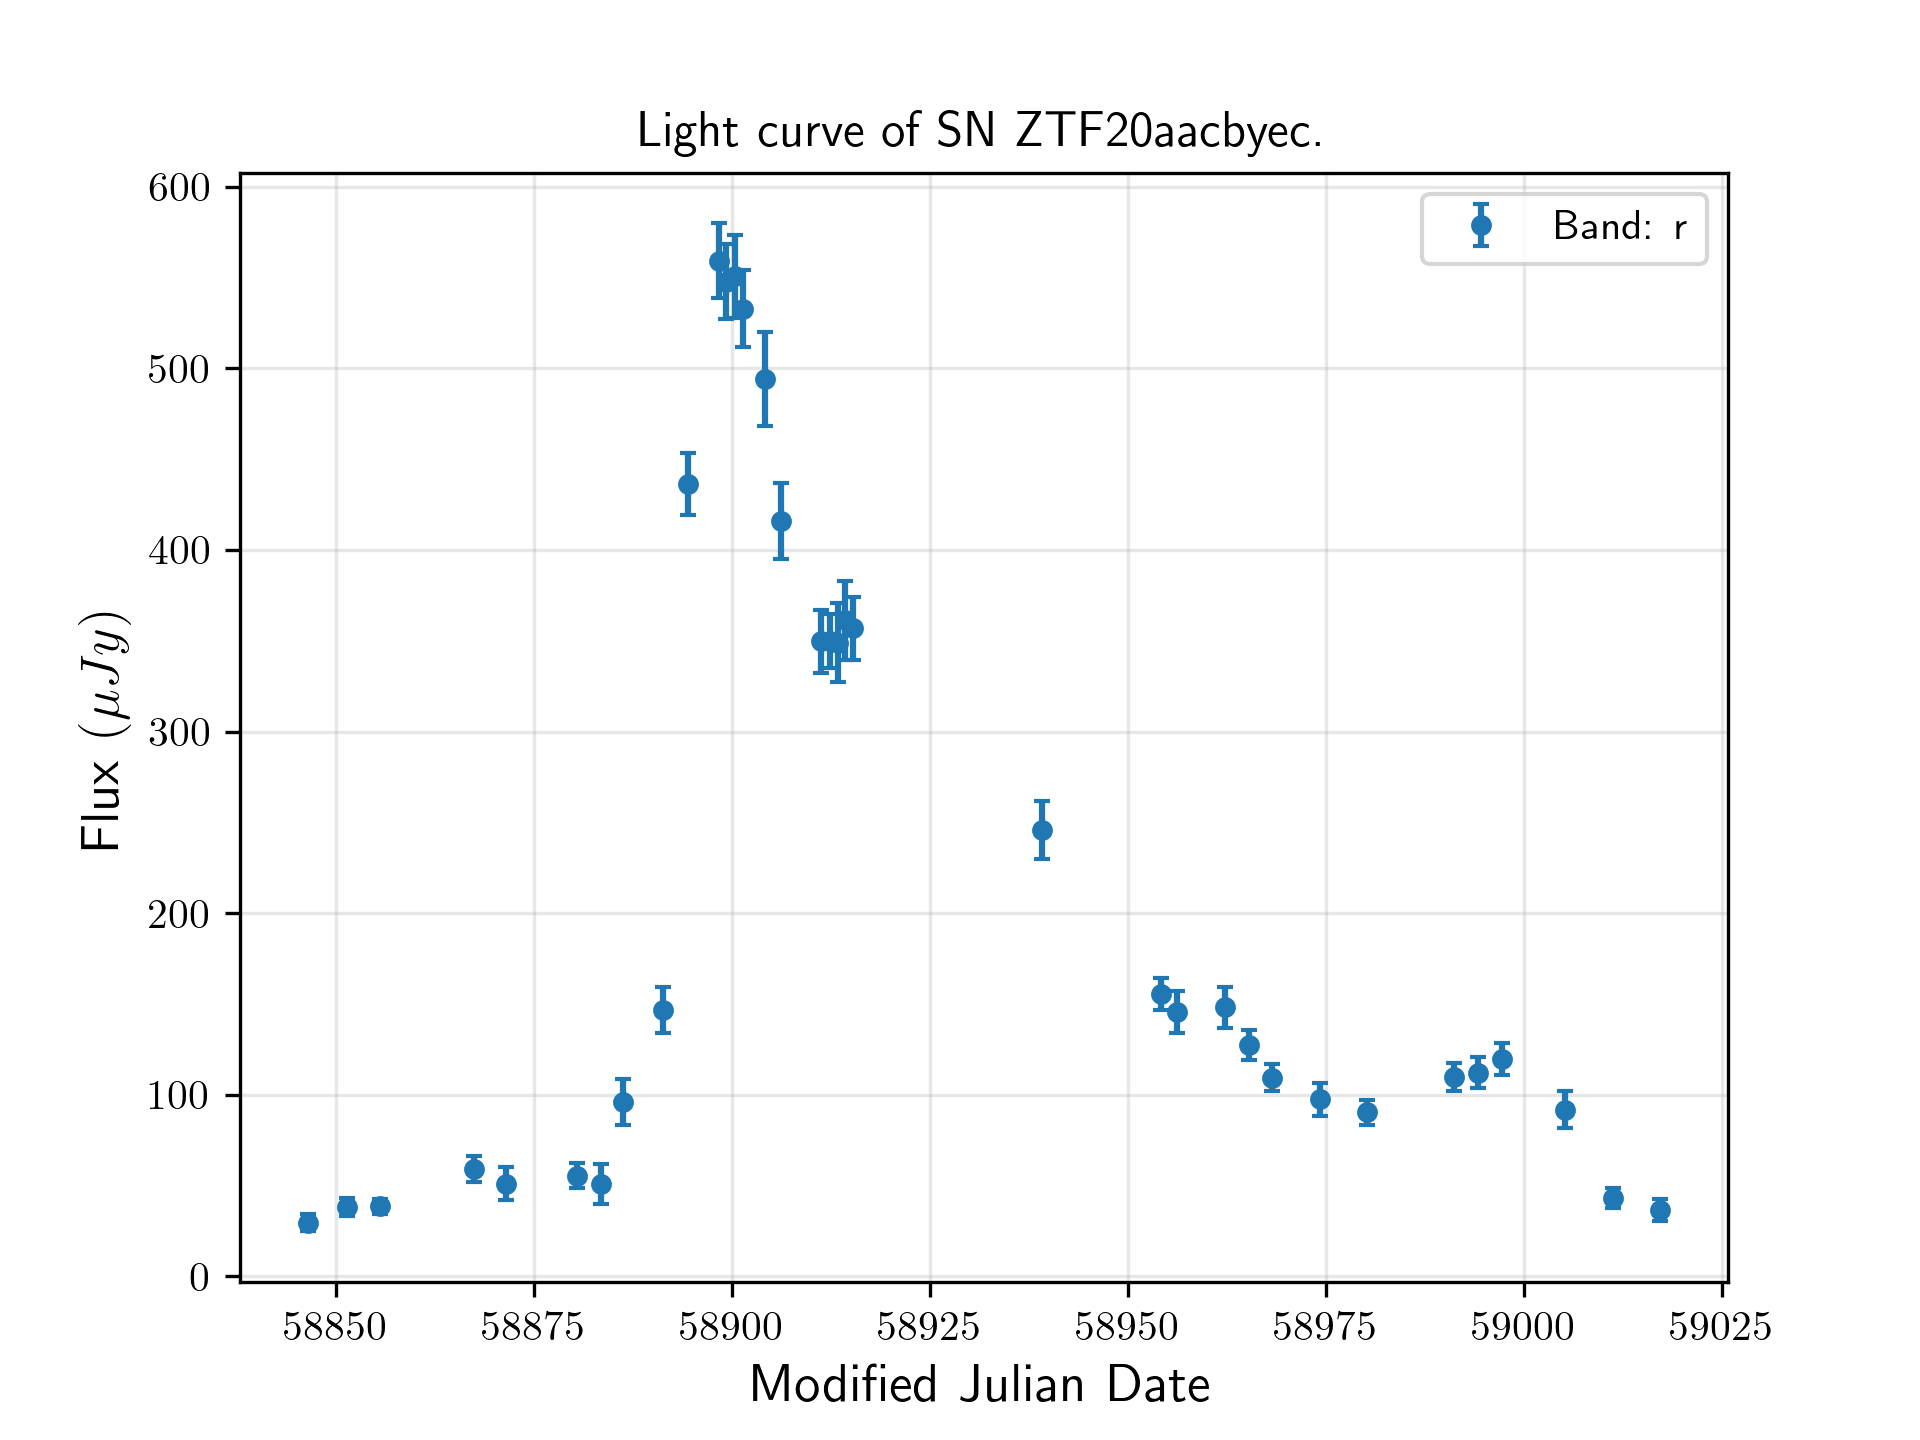 Light curve of SN ZTF20aacbyec.
Band: r
600
500
400
300
200
100
0
Flux (μJy)
58850 58875 58900 58925 58950 58975 59000 59025
Modified Julian Date